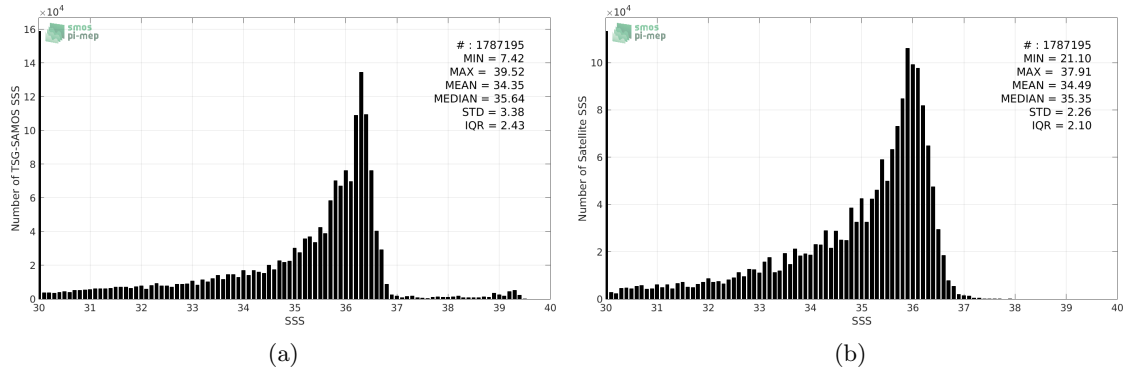 ×10⁴
smos
pi-mep
# : 1787195
MIN = 7.42
MAX = 39.52
MEAN = 34.35
MEDIAN = 35.64
STD = 3.38
IQR = 2.43
Number of TSG-SAMOS SSS
16
14
12
10
8
6
4
2
0
30 31 32 33 34 35 36 37 38 39 40
SSS
(a)
×10⁴
smos
pi-mep
# : 1787195
MIN = 21.10
MAX = 37.91
MEAN = 34.49
MEDIAN = 35.35
STD = 2.26
IQR = 2.10
Number of Satellite SSS
10
8
6
4
2
0
30 31 32 33 34 35 36 37 38 39 40
SSS
(b)